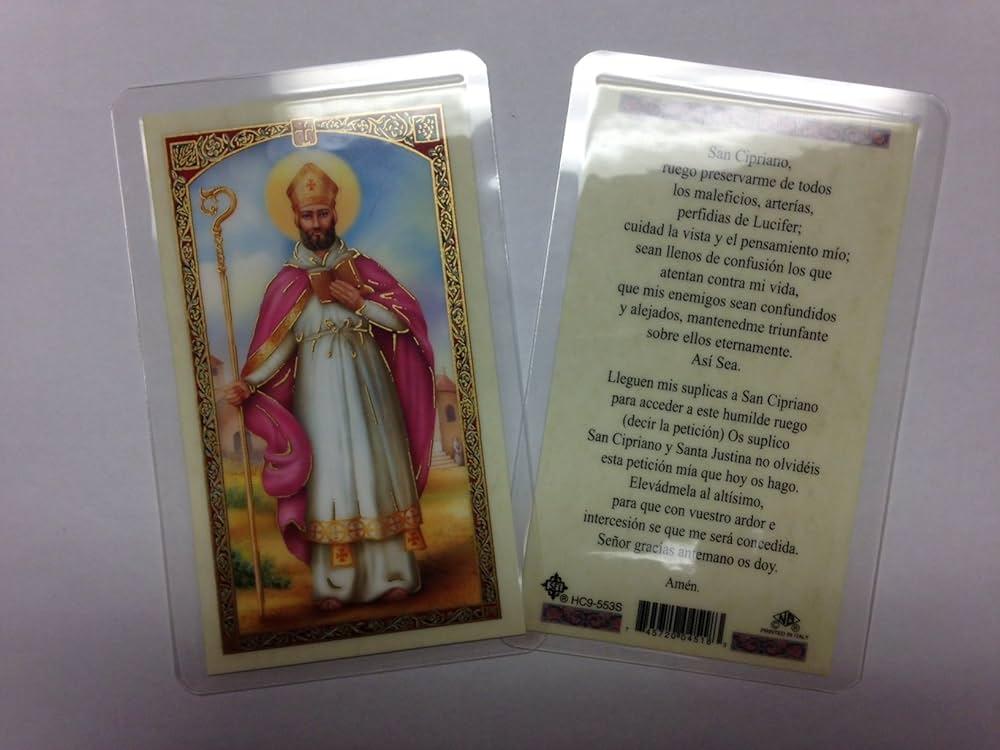 San Cipriano,
ruego preservarme de todos
los maleficios, arterías,
perfidias de Lucifer;
cuidad la vista y el pensamiento mío;
sean llenos de confusión los que
atentan contra mi vida,
que mis enemigos sean confundidos
y alejados, mantenedme triunfante
sobre ellos eternamente.
Así Sea.
Lleguen mis suplicas a San Cipriano
para acceder a este humilde ruego
(decir la petición) Os suplico
San Cipriano y Santa Justina no olvidéis
esta petición mía que hoy os hago.
Elevádmela al altísimo,
para que con vuestro ardor e
intercesión se que me será concedida.
Señor gracias antemano os doy.
Amén.
® HC9-553S
7 45720 04516 3
®
PRINTED IN ITALY